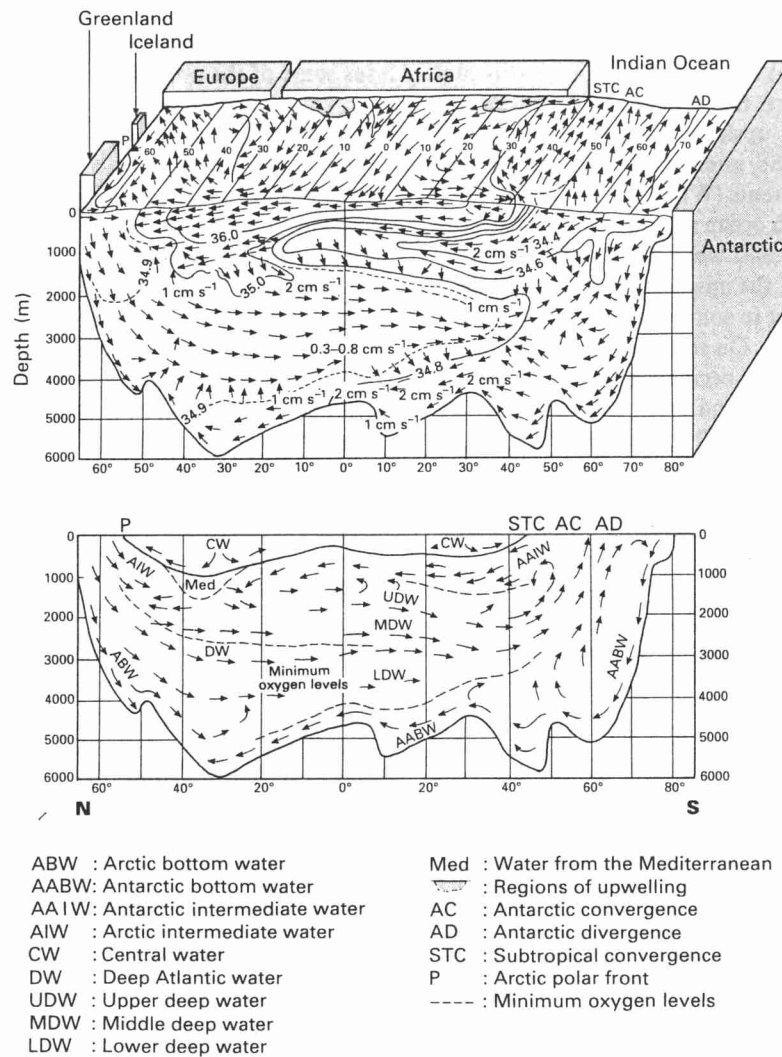 Greenland
Iceland
Europe
Africa
Indian Ocean
STC AC
AD
P
60 50 40 30 20 10 0 10 20 30 40 50 60 70
Antarctic
0
36.0
2 cm s⁻¹ 34.4
1000
34.6
34.9
1 cm s⁻¹ 35.0 2 cm s⁻¹
2000
1 cm s⁻¹
Depth (m)
3000
0.3–0.8 cm s⁻¹
34.8
4000
34.9 1 cm s⁻¹ 2 cm s⁻¹ 2 cm s⁻¹ 2 cm s⁻¹
5000
1 cm s⁻¹
6000
60° 50° 40° 30° 20° 10° 0° 10° 20° 30° 40° 50° 60° 70° 80°
P STC AC AD
0 CW CW 0
AIW AAIW
1000 Med 1000
UDW
2000 MDW 2000
DW
3000 3000
ABW Minimum LDW AABW
oxygen levels
4000 4000
5000 AABW 5000
6000 6000
60° 40° 20° 0° 20° 40° 60° 80°
N S
ABW : Arctic bottom water
AABW: Antarctic bottom water
AAIW: Antarctic intermediate water
AIW : Arctic intermediate water
CW : Central water
DW : Deep Atlantic water
UDW : Upper deep water
MDW : Middle deep water
LDW : Lower deep water
Med : Water from the Mediterranean
: Regions of upwelling
AC : Antarctic convergence
AD : Antarctic divergence
STC : Subtropical convergence
P : Arctic polar front
---- : Minimum oxygen levels